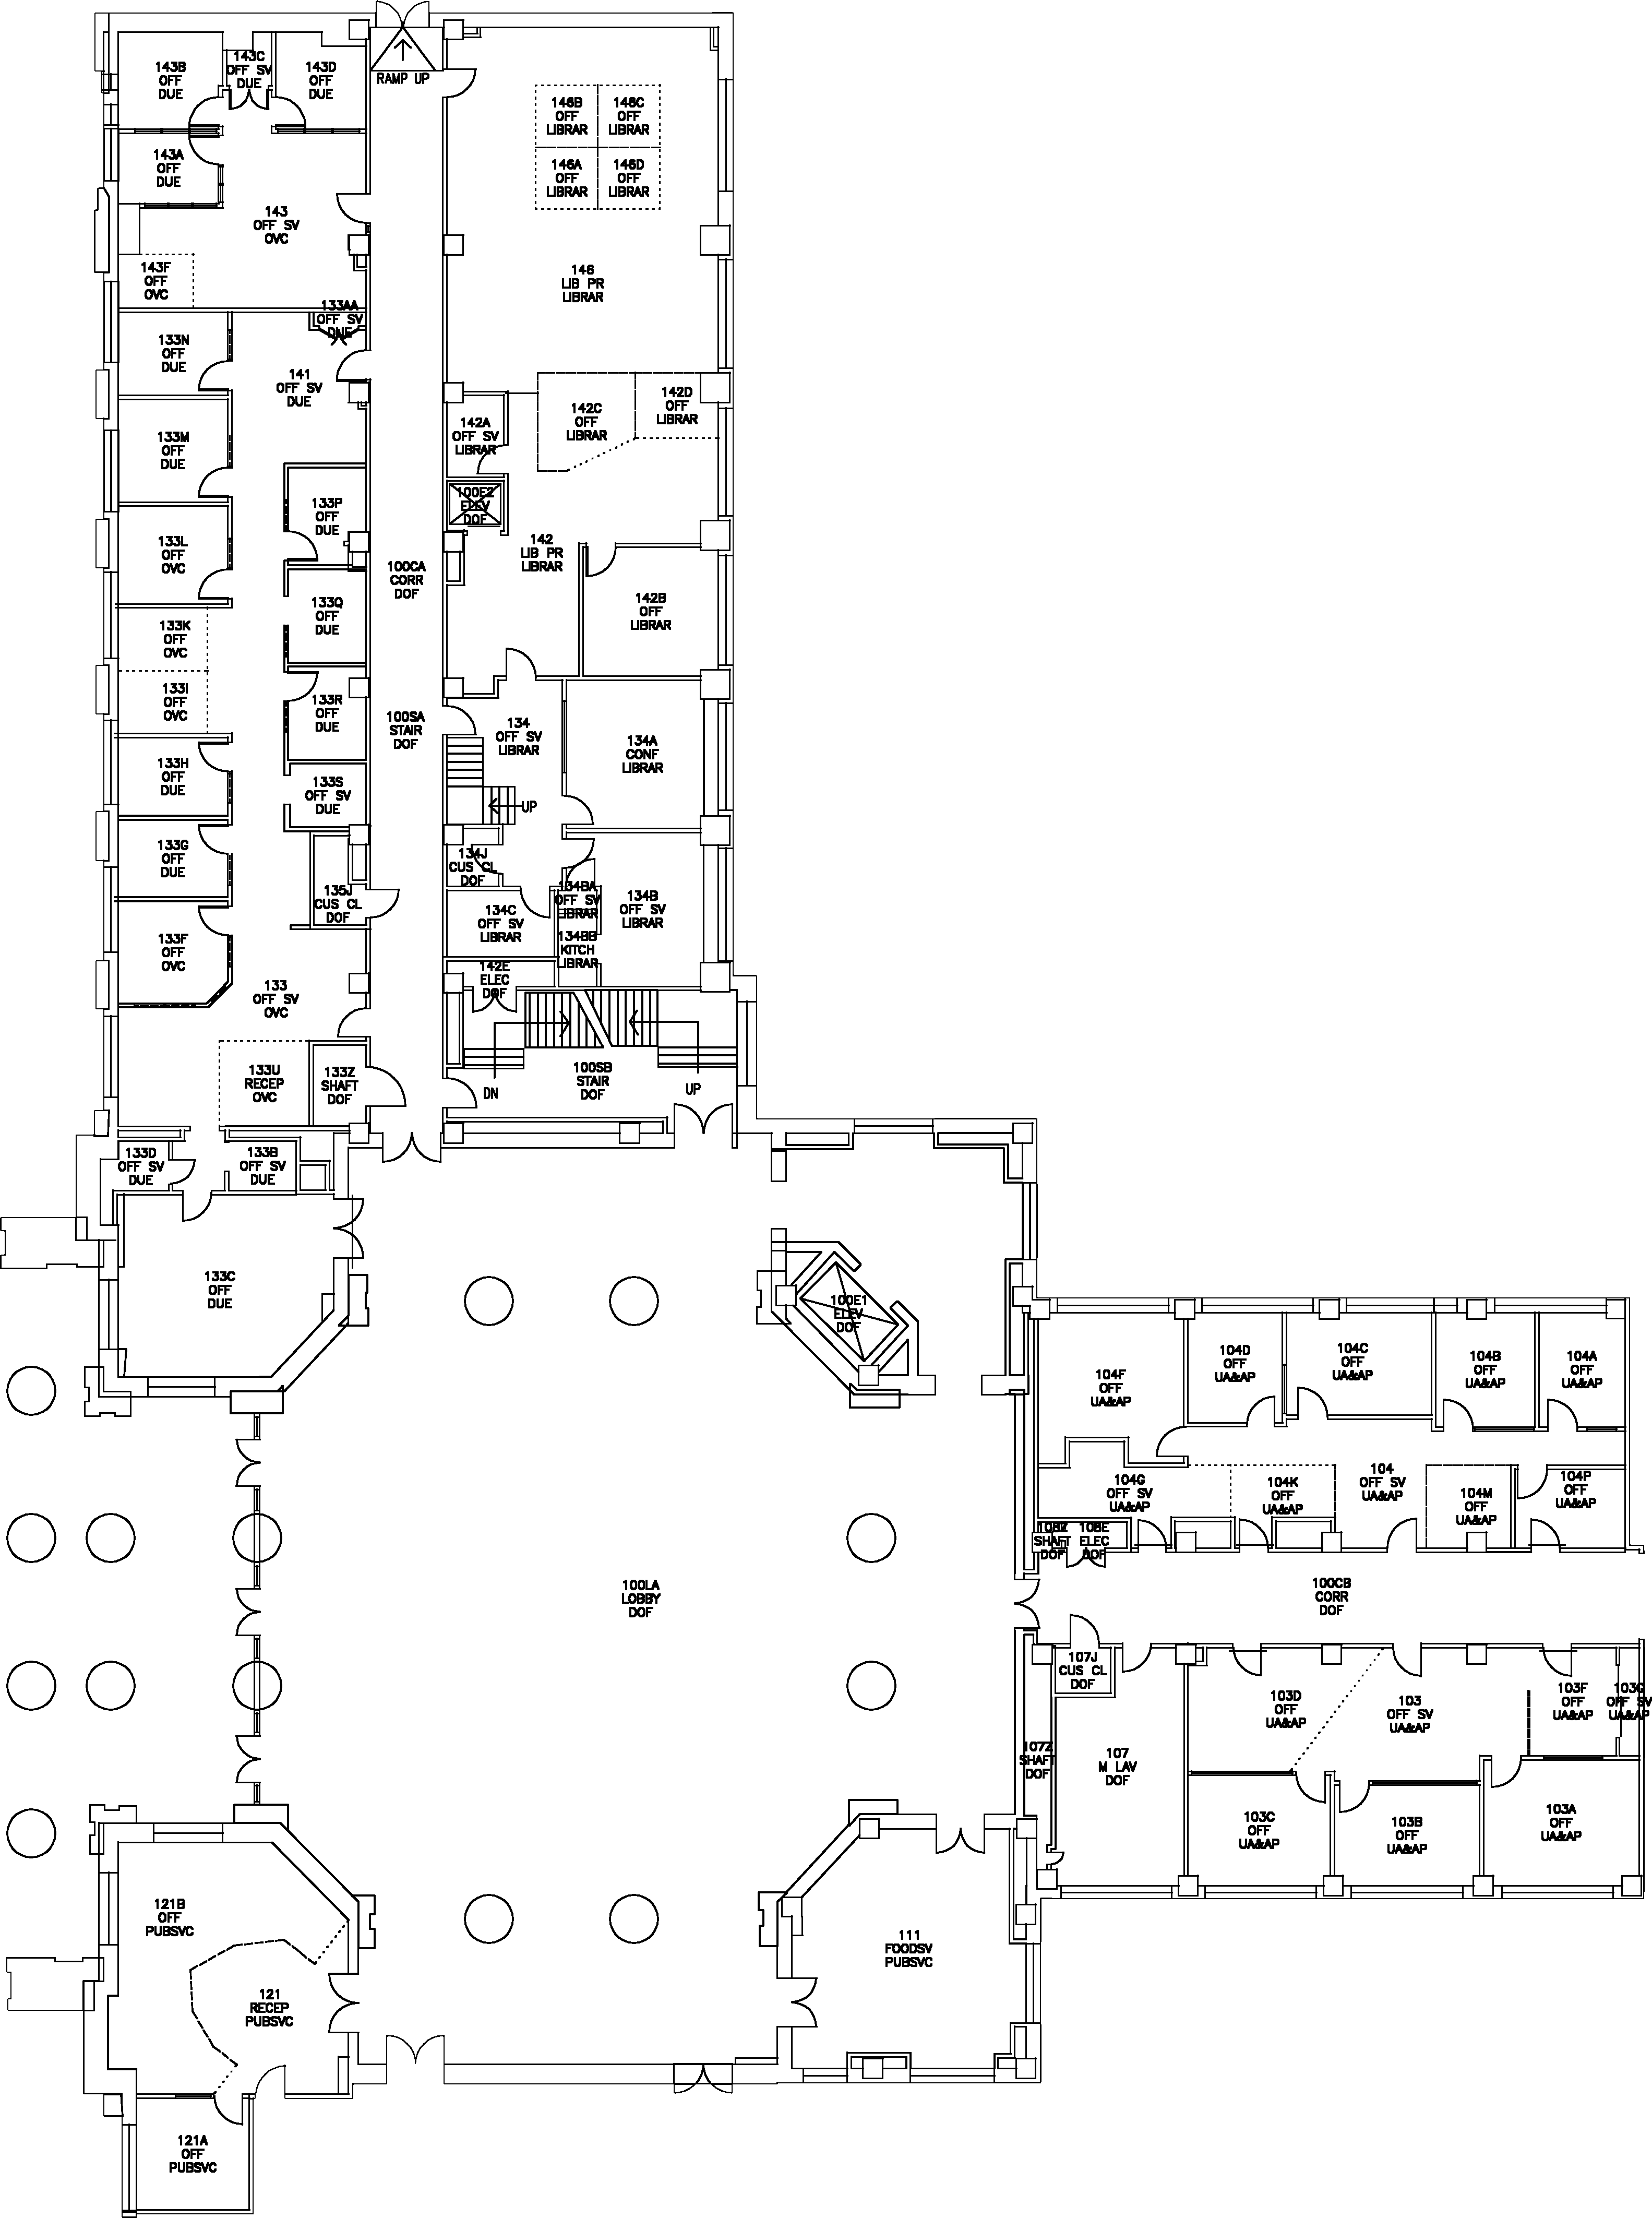 143B
OFF
DUE
143C
OFF SV
DUE
143D
OFF
DUE
RAMP UP
146B
OFF
LIBRAR
146C
OFF
LIBRAR
143A
OFF
DUE
146A
OFF
LIBRAR
146D
OFF
LIBRAR
143
OFF SV
OVC
143F
OFF
OVC
146
LIB PR
LIBRAR
133AA
OFF SV
DUE
133N
OFF
DUE
141
OFF SV
DUE
142A
OFF SV
LIBRAR
142C
OFF
LIBRAR
142D
OFF
LIBRAR
133M
OFF
DUE
133P
OFF
DUE
100E2
ELEV
DOF
133L
OFF
OVC
142
LIB PR
LIBRAR
100CA
CORR
DOF
133Q
OFF
DUE
142B
OFF
LIBRAR
133K
OFF
OVC
133I
OFF
OVC
133R
OFF
DUE
100SA
STAIR
DOF
134
OFF SV
LIBRAR
134A
CONF
LIBRAR
133H
OFF
DUE
133S
OFF SV
DUE
UP
133G
OFF
DUE
134J
CUS CL
DOF
135J
CUS CL
DOF
134BA
OFF SV
LIBRAR
134B
OFF SV
LIBRAR
134C
OFF SV
LIBRAR
133F
OFF
OVC
134BB
KITCH
LIBRAR
142E
ELEC
DOF
133
OFF SV
OVC
133U
RECEP
OVC
133Z
SHAFT
DOF
DN
100SB
STAIR
DOF
UP
133D
OFF SV
DUE
133B
OFF SV
DUE
133C
OFF
DUE
100E1
ELEV
DOF
104F
OFF
UA&AP
104D
OFF
UA&AP
104C
OFF
UA&AP
104B
OFF
UA&AP
104A
OFF
UA&AP
104G
OFF SV
UA&AP
104K
OFF
UA&AP
104
OFF SV
UA&AP
104M
OFF
UA&AP
104P
OFF
UA&AP
108Z
SHAFT
DOF
108E
ELEC
DOF
100LA
LOBBY
DOF
100CB
CORR
DOF
107J
CUS CL
DOF
103D
OFF
UA&AP
103
OFF SV
UA&AP
103F
OFF
UA&AP
103G
OFF SV
UA&AP
107Z
SHAFT
DOF
107
M LAV
DOF
103C
OFF
UA&AP
103B
OFF
UA&AP
103A
OFF
UA&AP
121B
OFF
PUBSVC
111
FOODSV
PUBSVC
121
RECEP
PUBSVC
121A
OFF
PUBSVC